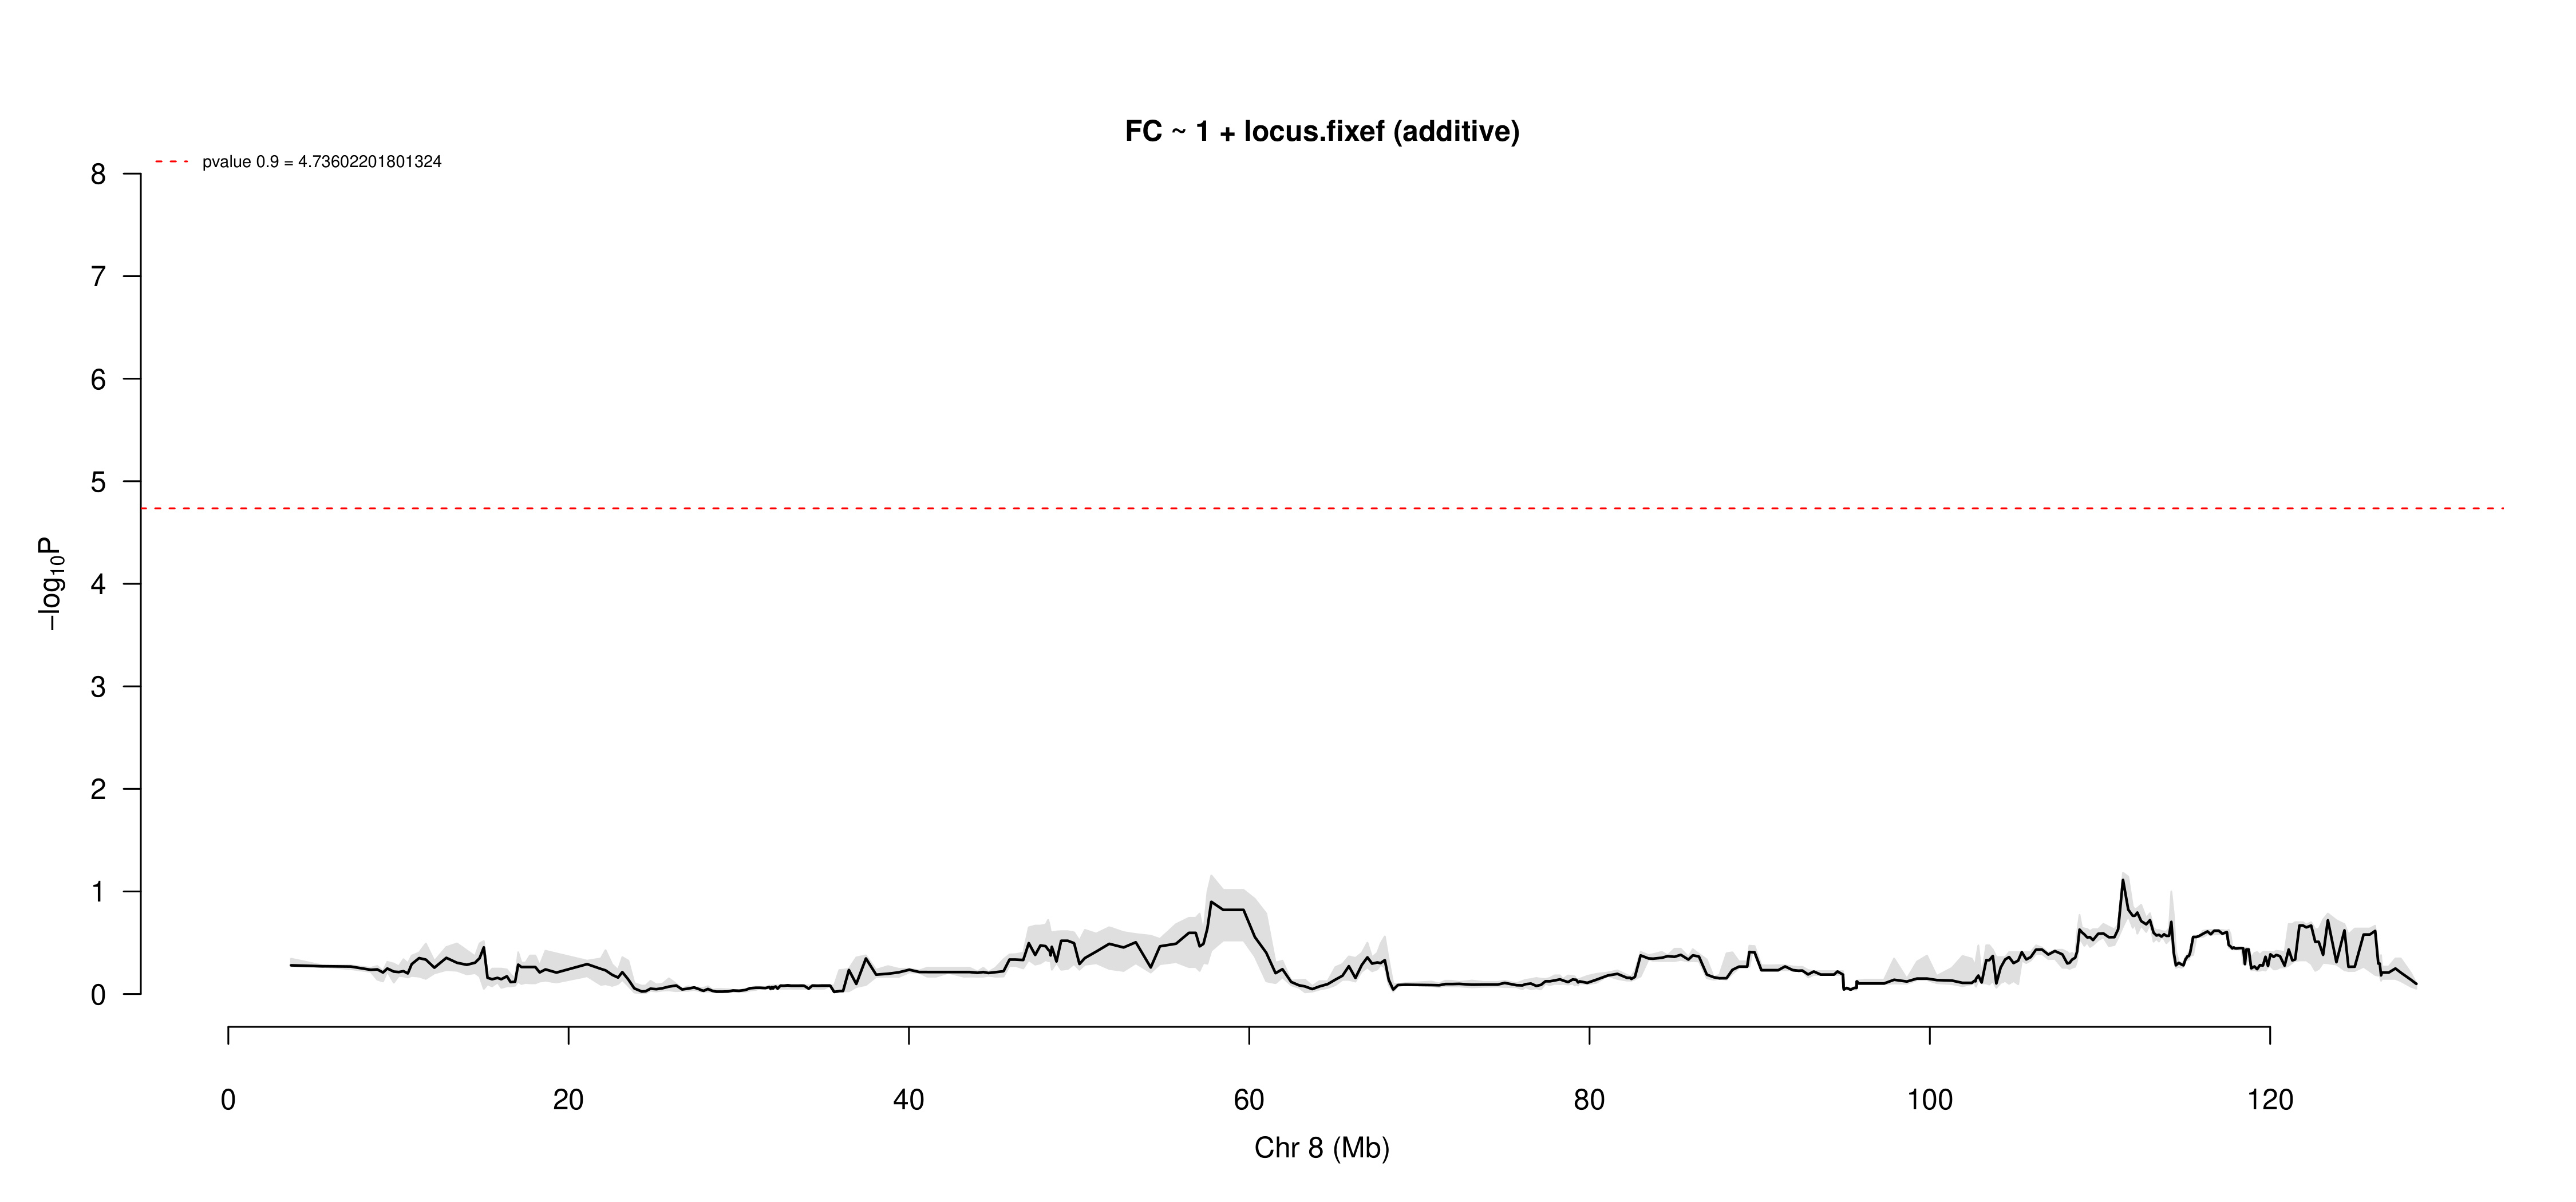 FC ~ 1 + locus.fixef (additive)
pvalue 0.9 = 4.73602201801324
8
7
6
5
4
3
2
1
0
−log10P
0 20 40 60 80 100 120
Chr 8 (Mb)